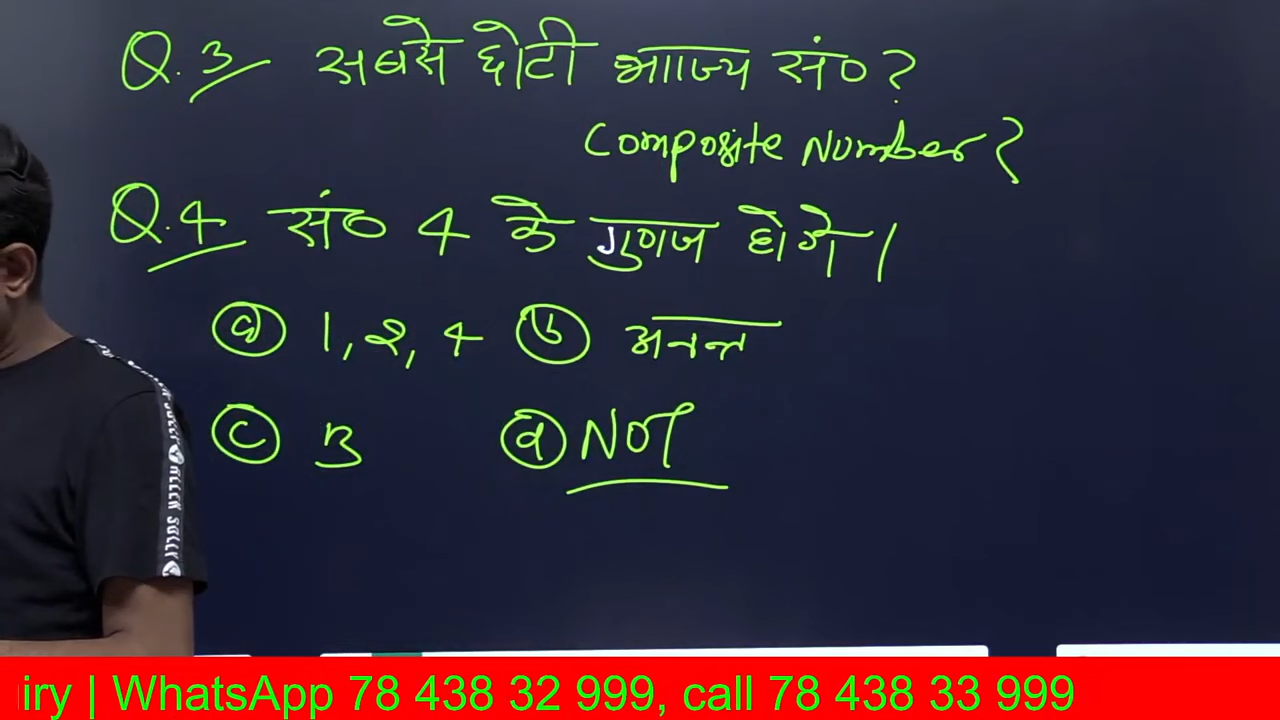 Q.3 सबसे छोटी भाज्य सं० ?
Composite Number ?
Q.4 सं० 4 के गुणज होगे।
(a) 1, 2, 4 (b) अनन्त
(c) 3 (d) NOT
iry | WhatsApp 78 438 32 999, call 78 438 33 999